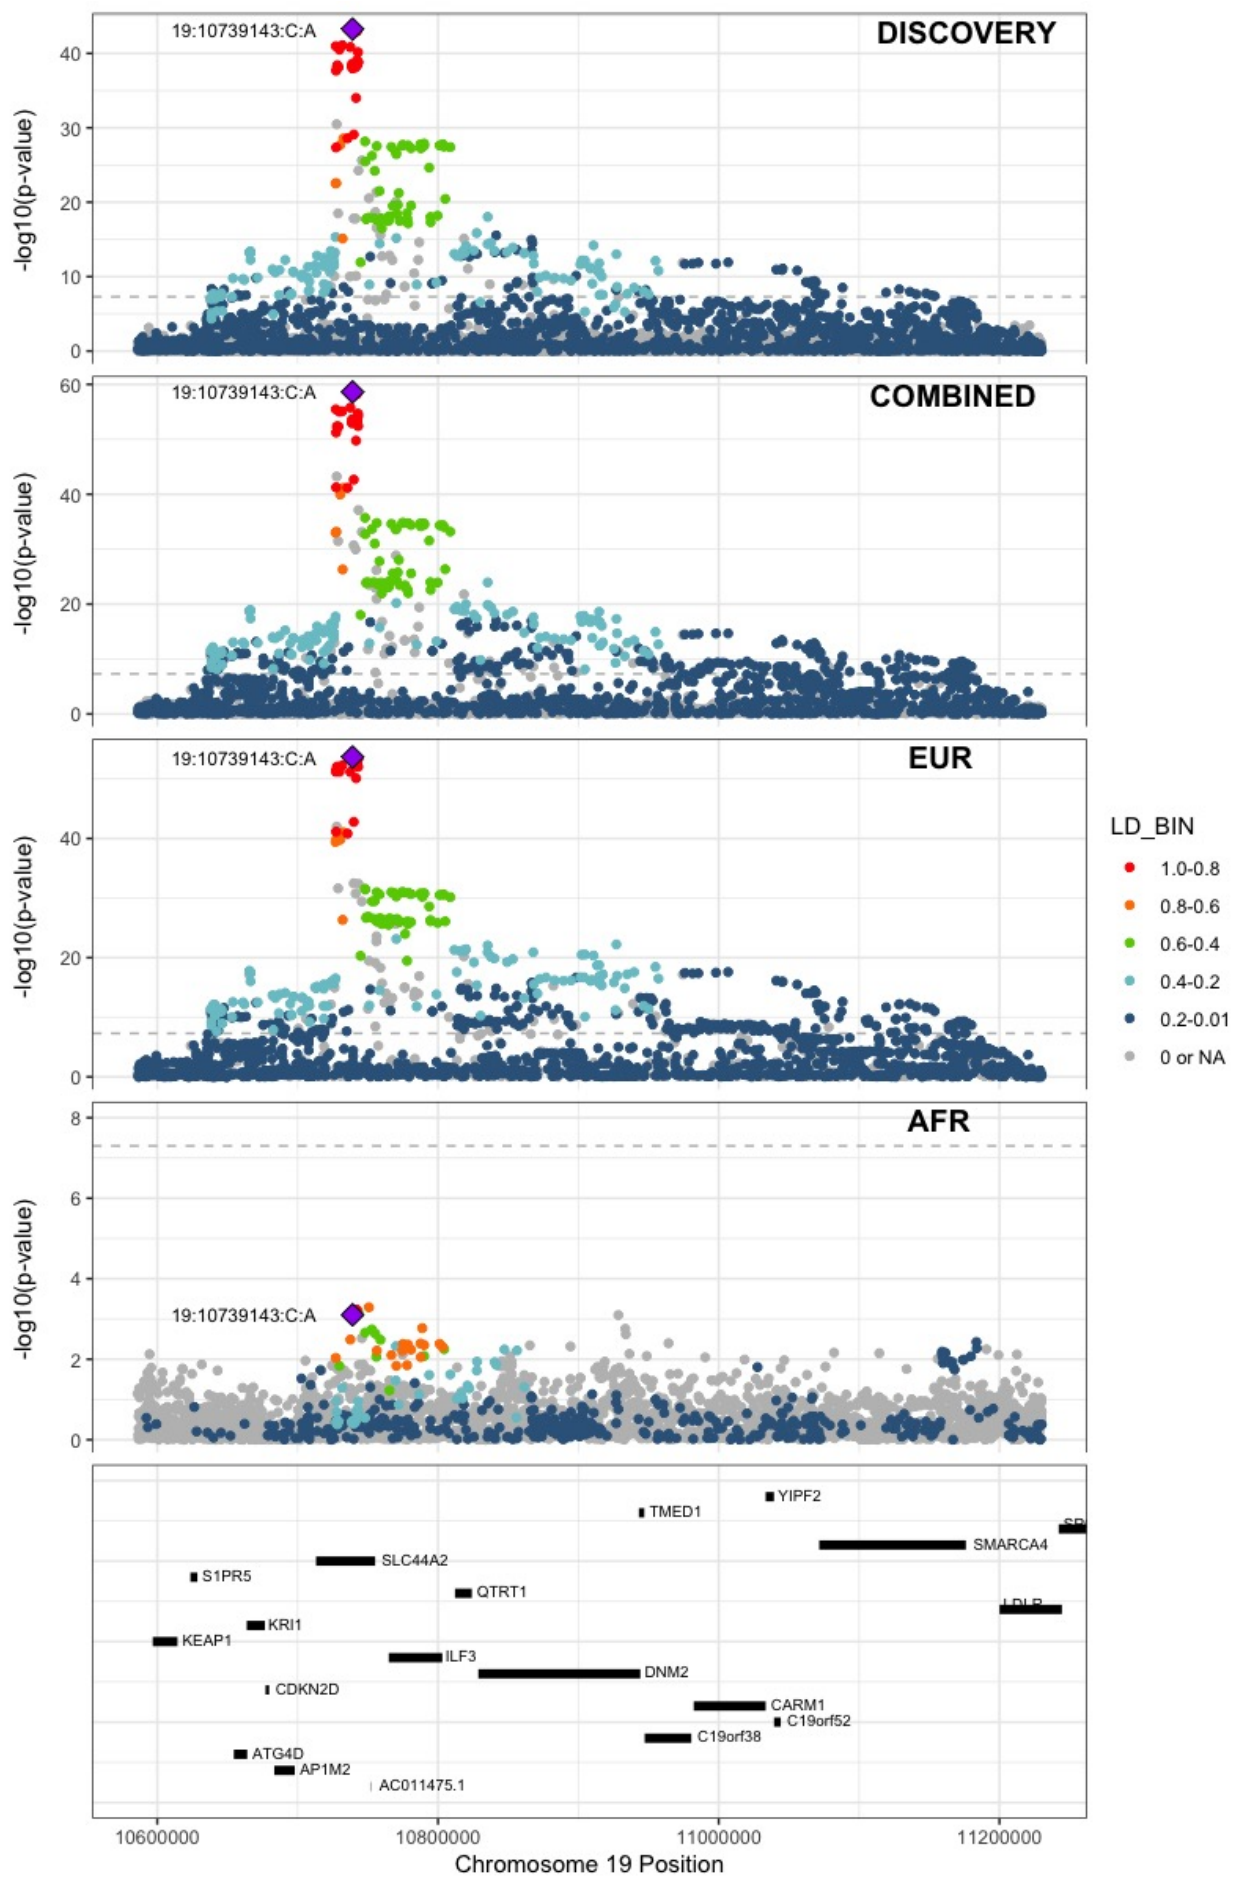 DISCOVERY
19:10739143:C:A
-log10(p-value)
40
30
20
10
0
COMBINED
19:10739143:C:A
-log10(p-value)
60
40
20
0
EUR
19:10739143:C:A
-log10(p-value)
40
20
0
LD_BIN
1.0-0.8
0.8-0.6
0.6-0.4
0.4-0.2
0.2-0.01
0 or NA
AFR
19:10739143:C:A
-log10(p-value)
8
6
4
2
0
YIPF2
TMED1
SMARCA4
SLC44A2
S1PR5
QTRT1
LDLR
KRI1
KEAP1
ILF3
DNM2
CDKN2D
CARM1
C19orf52
C19orf38
ATG4D
AP1M2
AC011475.1
10600000
10800000
11000000
11200000
Chromosome 19 Position